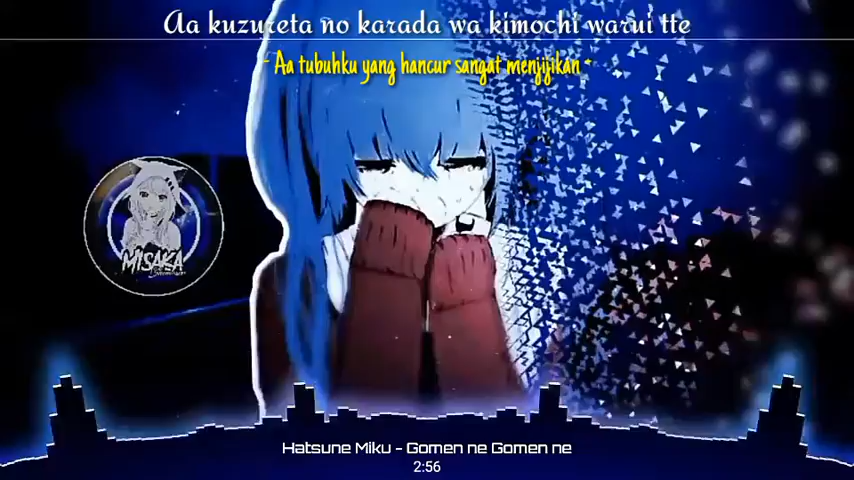 Aa kuzureta no karada wa kimochi warui tte
- Aa tubuhku yang hancur sangat menjijikan -
MISAKA
Hatsune Miku - Gomen ne Gomen ne
2:56